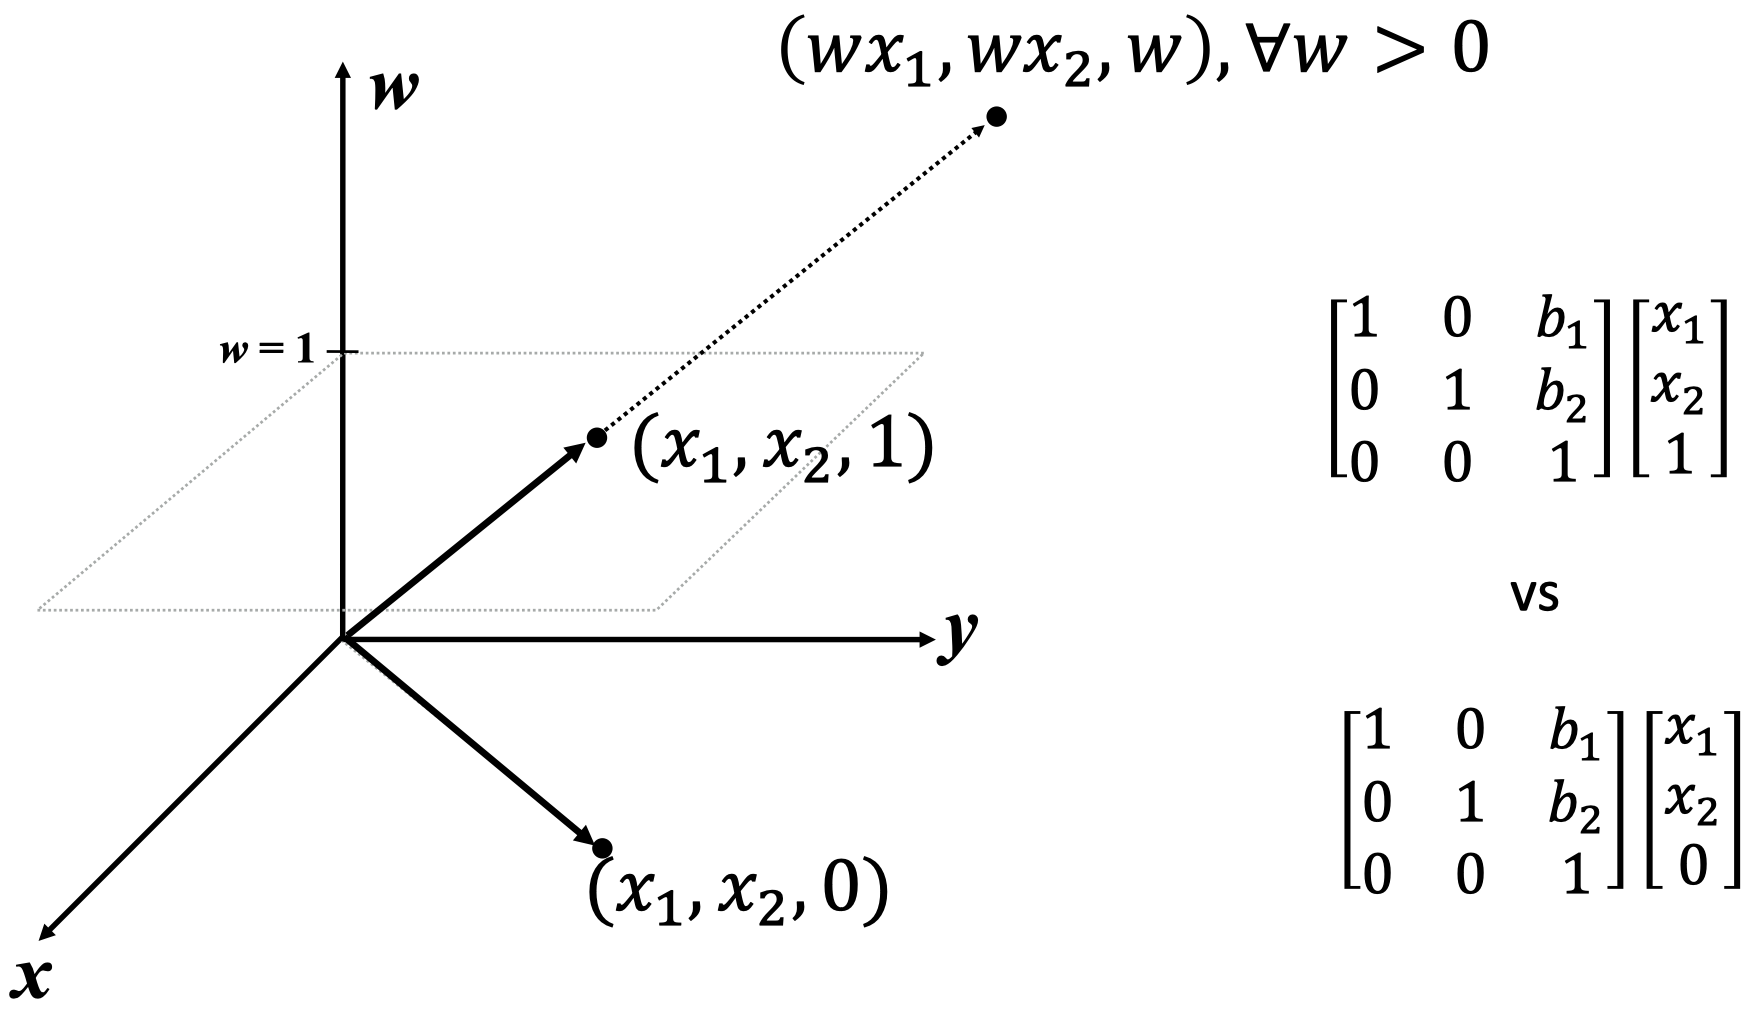 (wx₁, wx₂, w), ∀w > 0
w
w = 1
(x₁, x₂, 1)
[1 0 b₁] [x₁]
[0 1 b₂] [x₂]
[0 0 1] [1]
vs
y
[1 0 b₁] [x₁]
[0 1 b₂] [x₂]
[0 0 1] [0]
(x₁, x₂, 0)
x